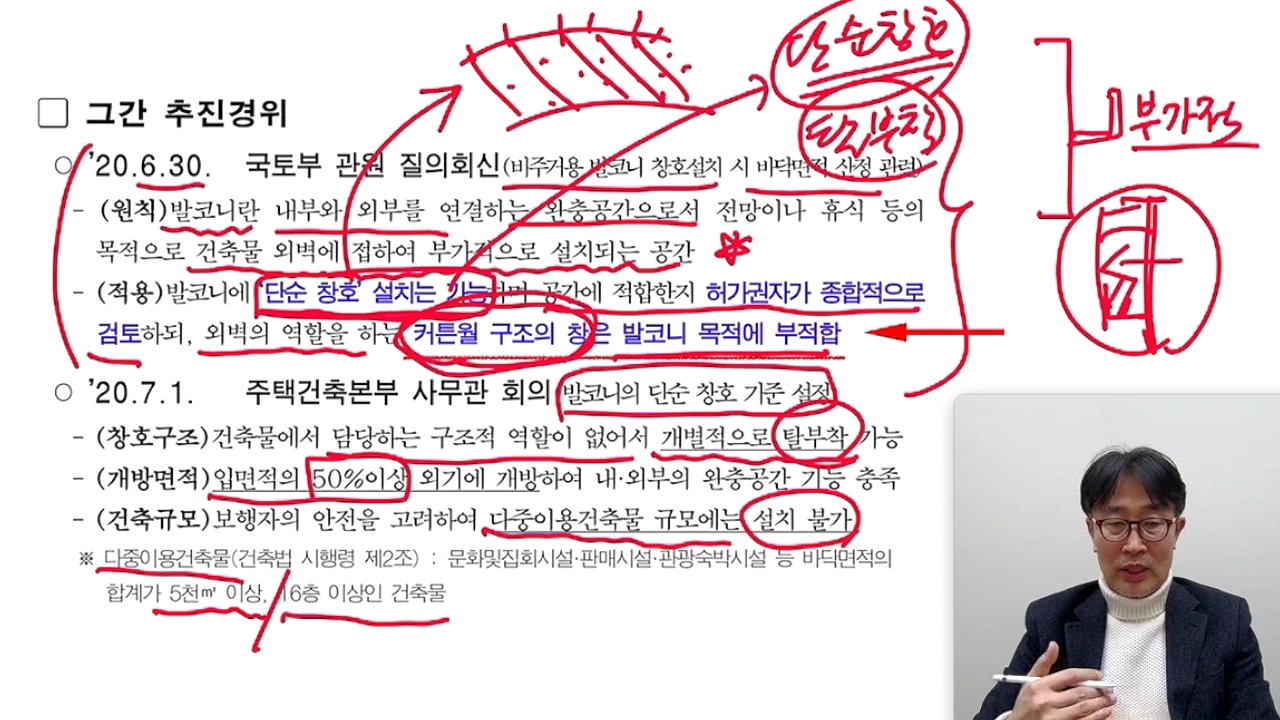 단순창호
탈부착
부가적
□ 그간 추진경위
○ ’20.6.30. 국토부 관원 질의회신(비주거용 발코니 창호설치 시 바닥면적 산정 관련)
- (원칙)발코니란 내부와 외부를 연결하는 완충공간으로서 전망이나 휴식 등의
목적으로 건축물 외벽에 접하여 부가적으로 설치되는 공간
- (적용)발코니에 ‘단순 창호’ 설치는 가능하며 공간에 적합한지 허가권자가 종합적으로
검토하되, 외벽의 역할을 하는 커튼월 구조의 창은 발코니 목적에 부적합
○ ’20.7.1. 주택건축본부 사무관 회의(발코니의 단순 창호 기준 설정)
- (창호구조)건축물에서 담당하는 구조적 역할이 없어서 개별적으로 탈부착 가능
- (개방면적)입면적의 50%이상 외기에 개방하여 내·외부의 완충공간 기능 충족
- (건축규모)보행자의 안전을 고려하여 다중이용건축물 규모에는 설치 불가
※ 다중이용건축물(건축법 시행령 제2조) : 문화및집회시설·판매시설·관광숙박시설 등 바닥면적의
합계가 5천㎡ 이상, 16층 이상인 건축물